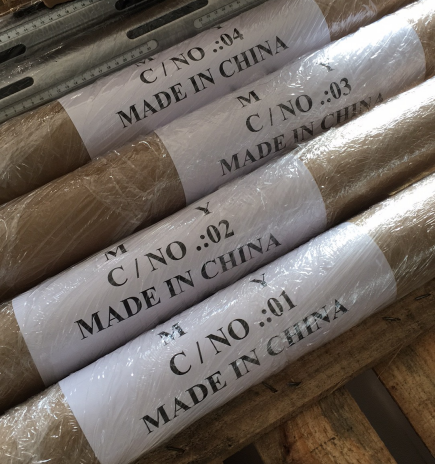 M Y
C / NO .:04
MADE IN CHINA
M Y
C / NO .:03
MADE IN CHINA
M Y
C / NO .:02
MADE IN CHINA
M Y
C / NO .:01
MADE IN CHINA